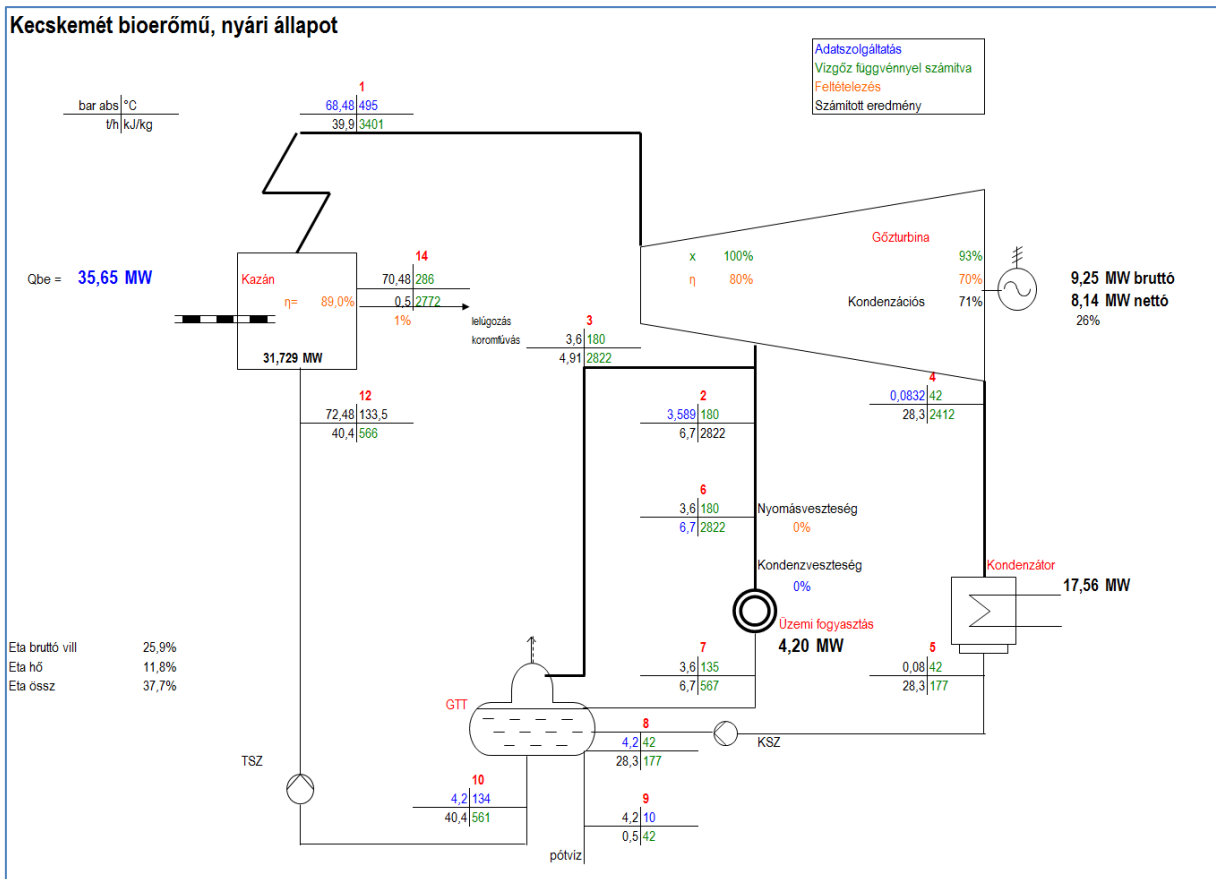 Kecskemét bioerőmű, nyári állapot
Adatszolgáltatás
Vízgőz függvénnyel számítva
Feltételezés
Számított eredmény
bar abs °C
t/h kJ/kg
1
68,48 495
39,9 3401
Gőzturbina
x 100% 93%
η 80% 70%
Kondenzációs 71%
9,25 MW bruttó
8,14 MW nettó
26%
Qbe = 35,65 MW
Kazán
η= 89,0%
31,729 MW
14
70,48 286
0,5 2772
1%
lelúgozás
koromfúvás
3
3,6 180
4,91 2822
12
72,48 133,5
40,4 566
2
3,589 180
6,7 2822
4
0,0832 42
28,3 2412
6
3,6 180
6,7 2822
Nyomásveszteség
0%
Kondenzveszteség
0%
Kondenzátor
17,56 MW
Üzemi fogyasztás
4,20 MW
Eta bruttó vill 25,9%
Eta hő 11,8%
Eta össz 37,7%
7
3,6 135
6,7 567
5
0,08 42
28,3 177
GTT
8
4,2 42
28,3 177
KSZ
TSZ
10
4,2 134
40,4 561
9
4,2 10
0,5 42
pótvíz